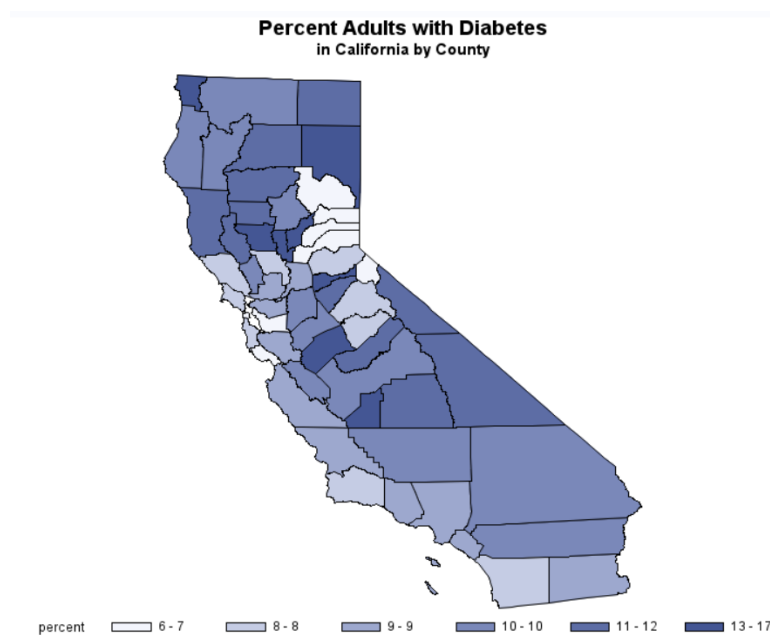 Percent Adults with Diabetes
in California by County
percent 6 - 7 8 - 8 9 - 9 10 - 10 11 - 12 13 - 17